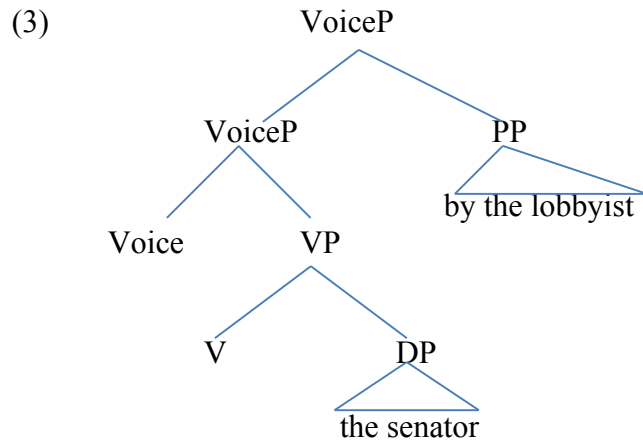 (3) VoiceP
VoiceP PP
by the lobbyist
Voice VP
V DP
the senator